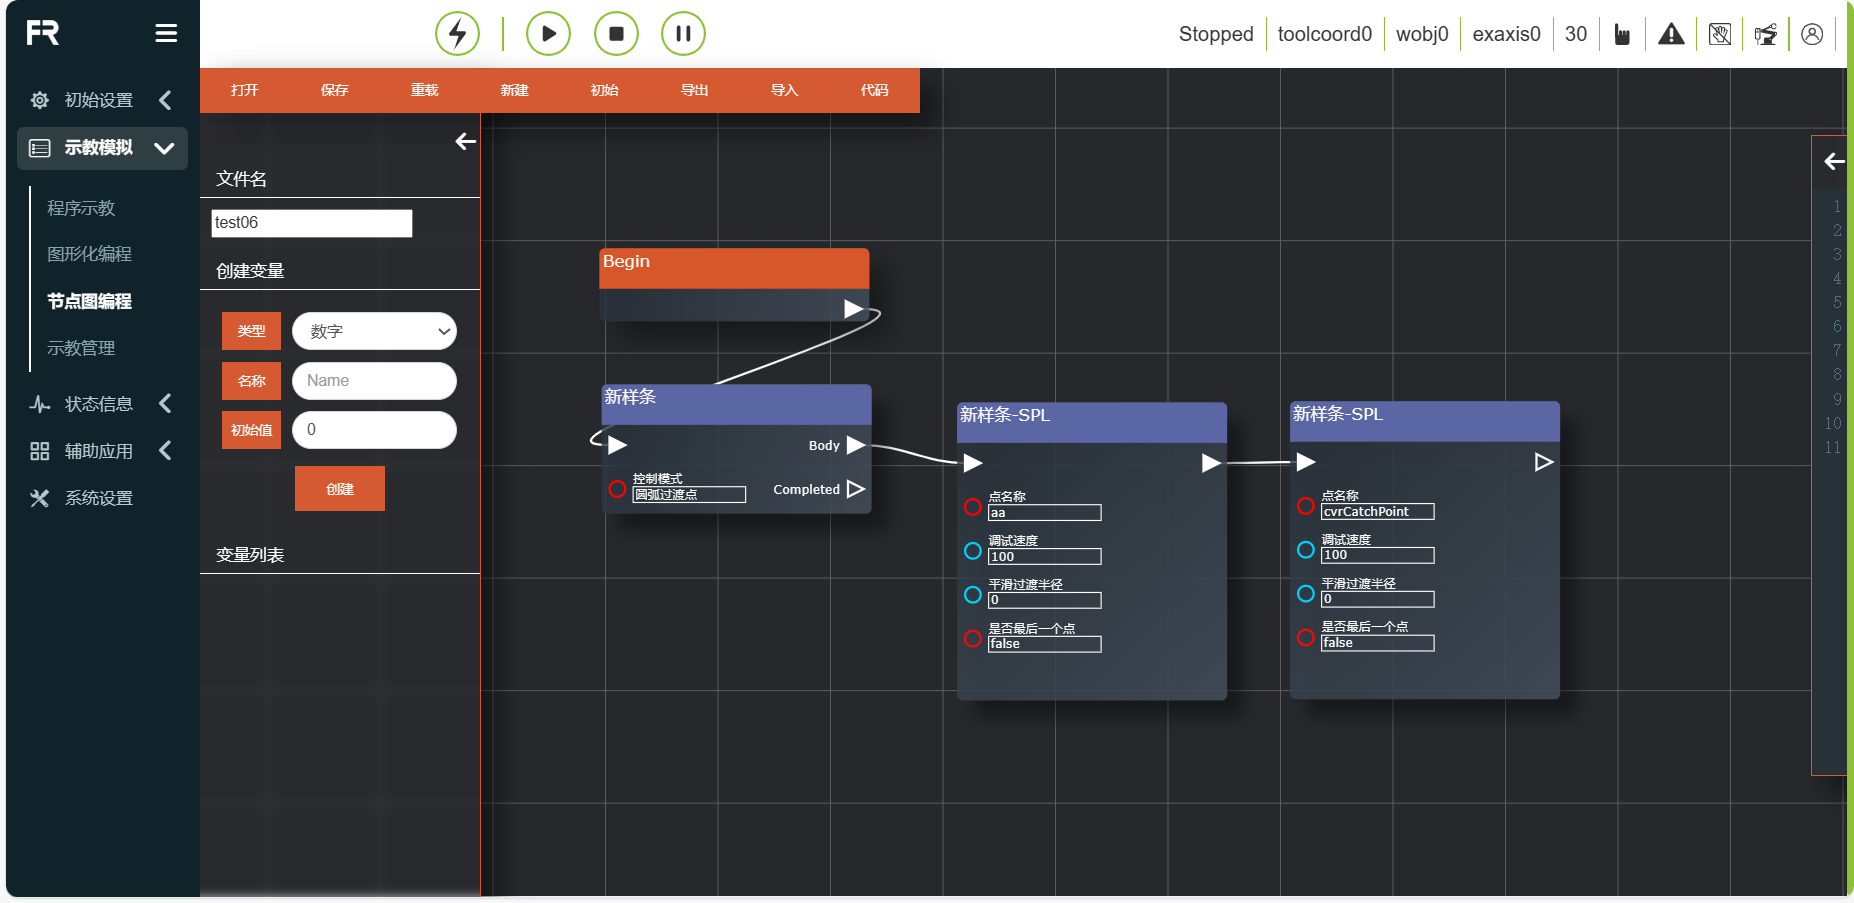 FR
Stopped
toolcoord0
wobj0
exaxis0
30
初始设置
示教模拟
程序示教
图形化编程
节点图编程
示教管理
状态信息
辅助应用
系统设置
打开 保存 重载 新建 初始 导出 导入 代码
文件名
test06
创建变量
类型 数字
名称 Name
初始值 0
创建
变量列表
Begin
新样条
Body
控制模式
圆弧过渡点
Completed
新样条-SPL
点名称
aa
调试速度
100
平滑过渡半径
0
是否最后一个点
false
新样条-SPL
点名称
cvrCatchPoint
调试速度
100
平滑过渡半径
0
是否最后一个点
false
1
2
3
4
5
6
7
8
9
10
11